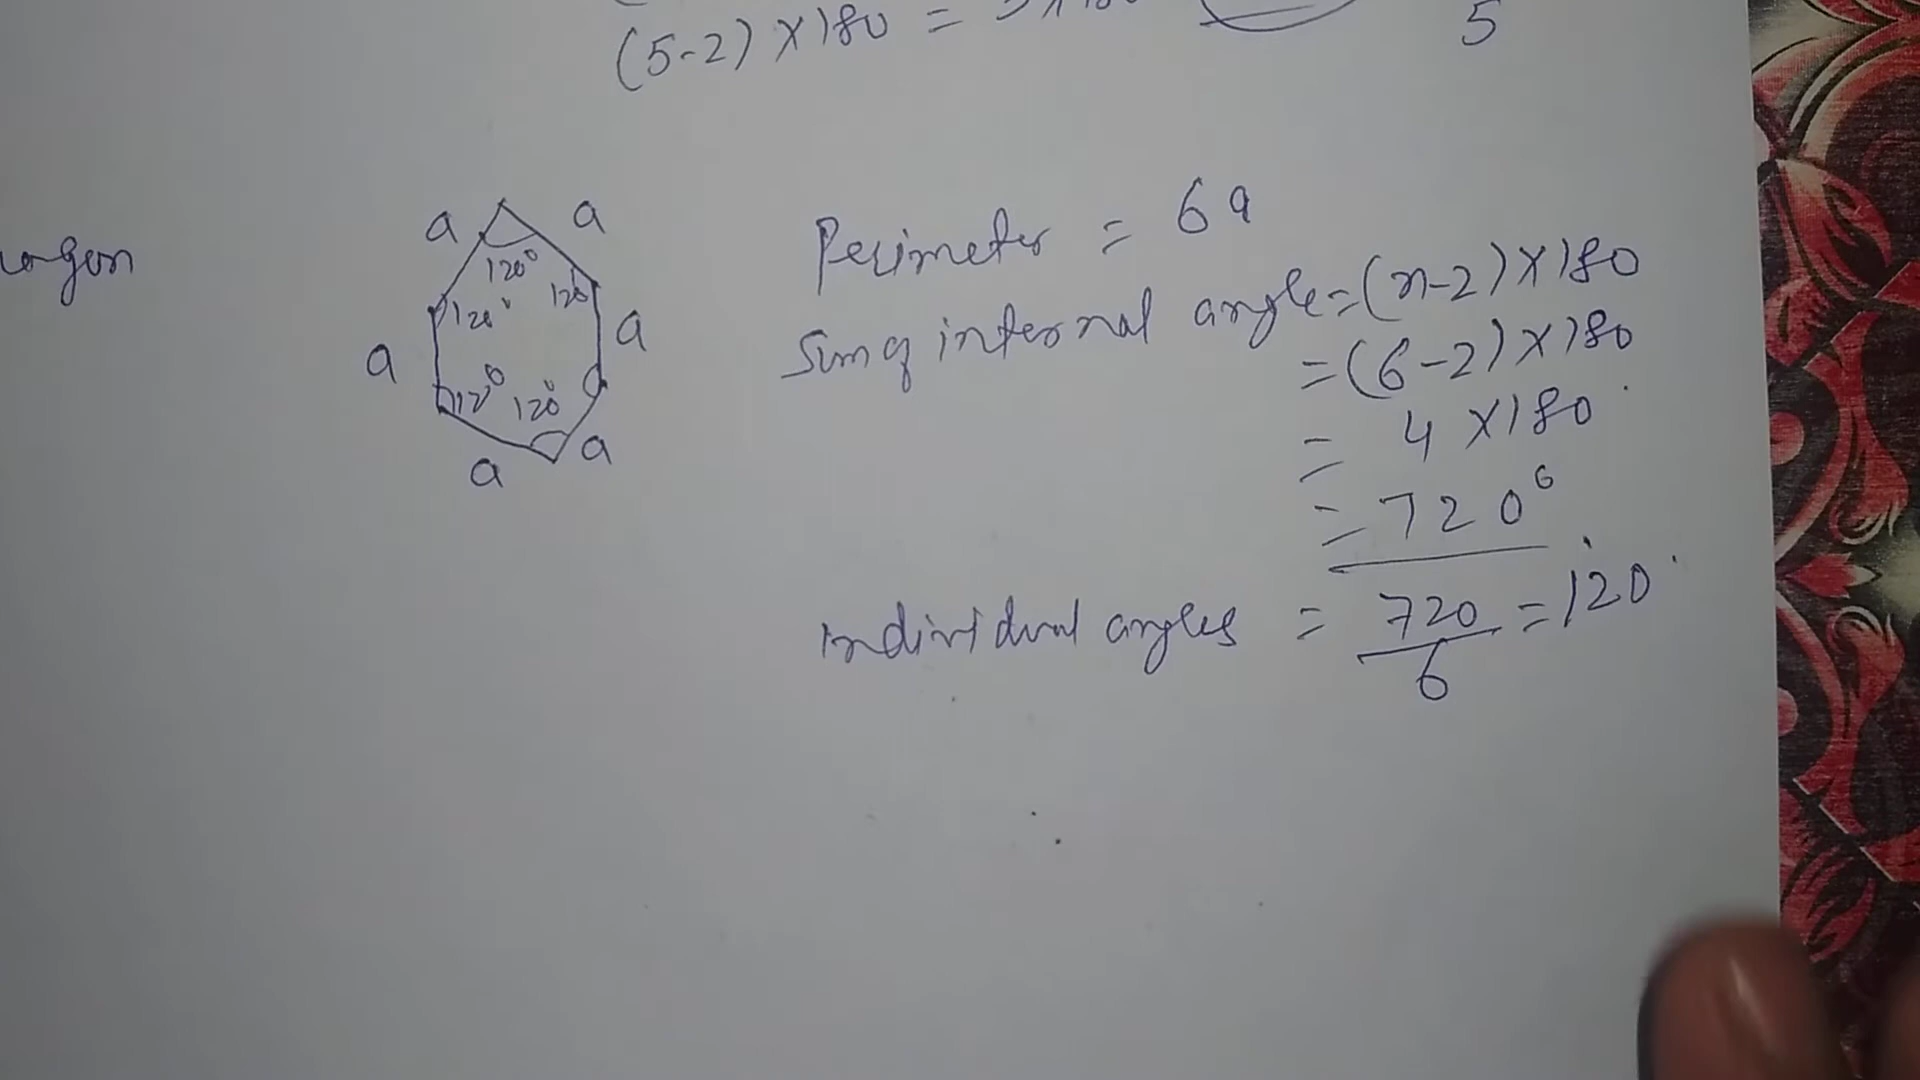 (5-2) X 180 =
5
a a
120° 120
120°
a a
120° 120°
a a
Perimeter = 6a
Sum of internal angle = (n-2) X 180
= (6-2) X 180
= 4 X 180
= 720°
individual angles = 720/6 = 120°